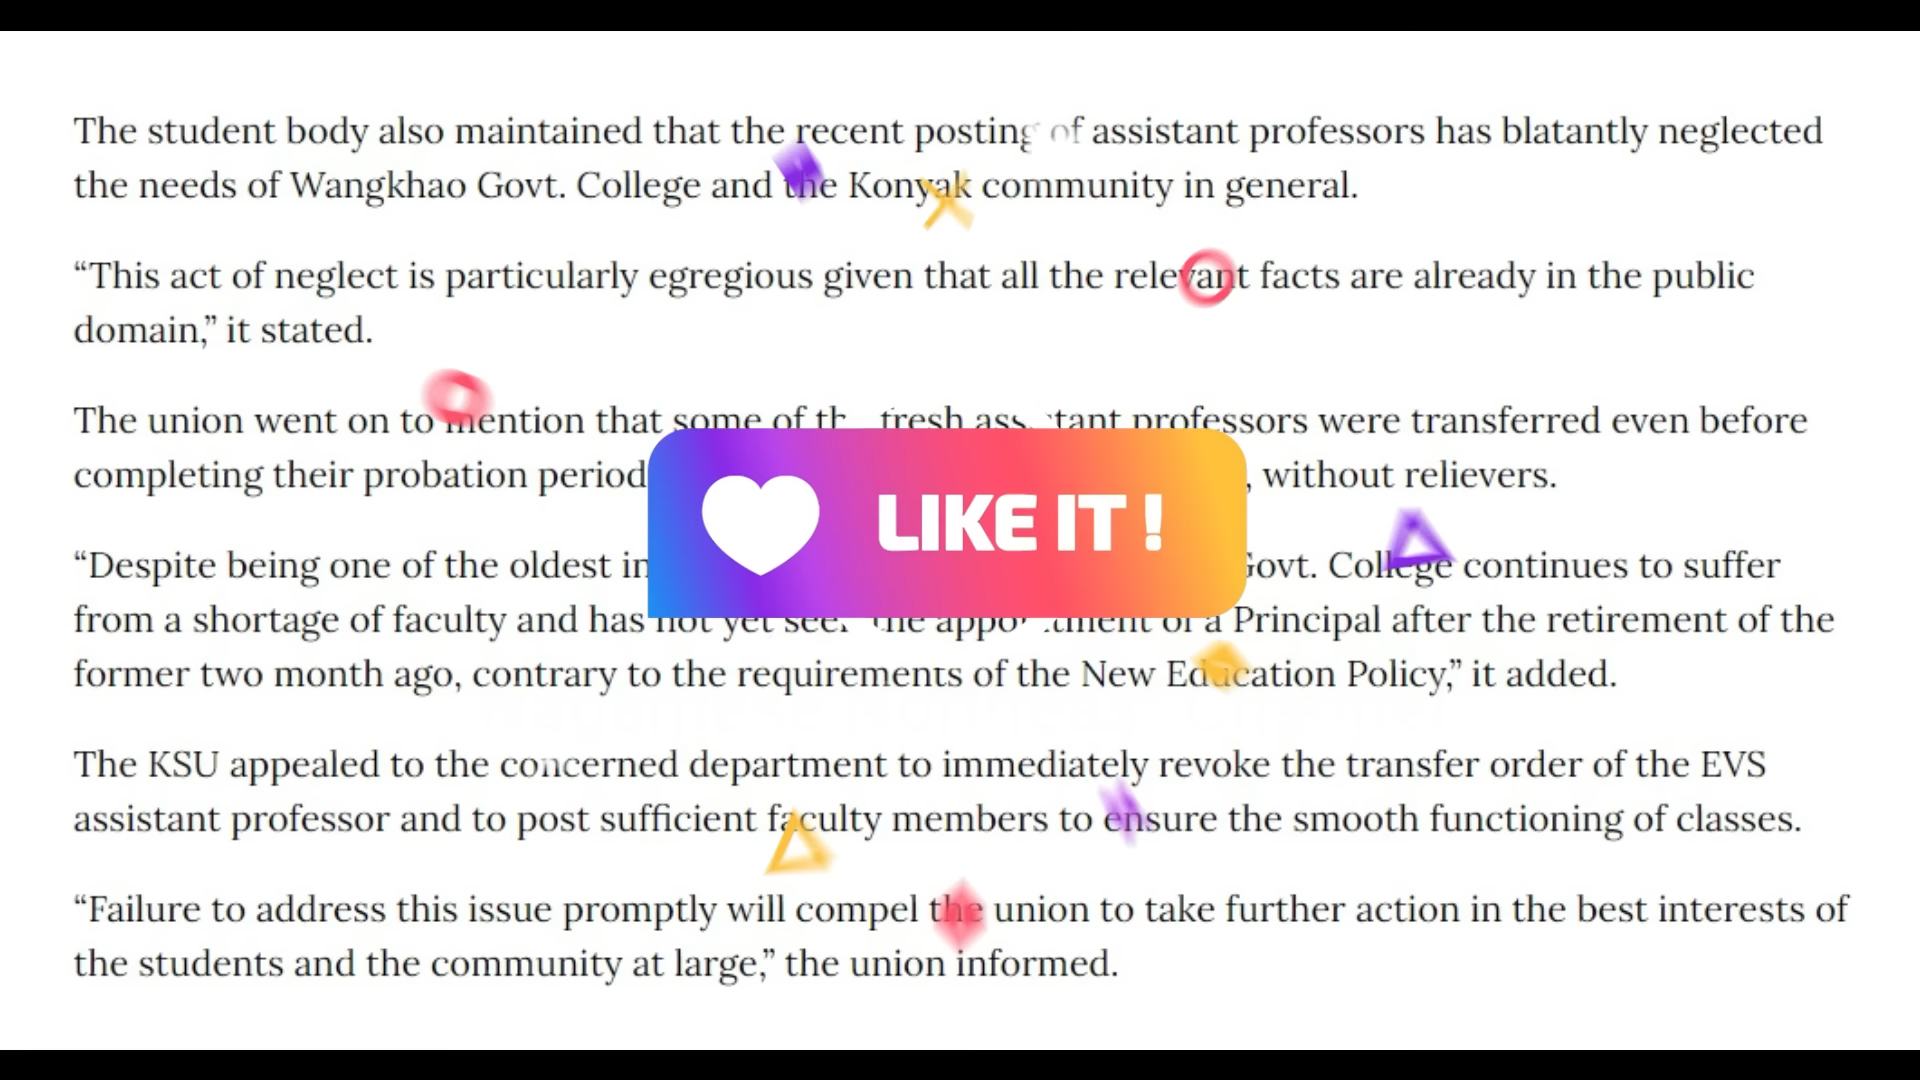 The student body also maintained that the recent posting of assistant professors has blatantly neglected
the needs of Wangkhao Govt. College and the Konyak community in general.
“This act of neglect is particularly egregious given that all the relevant facts are already in the public
domain,” it stated.
The union went on to mention that some of fresh assistant professors were transferred even before
completing their probation period , without relievers.
LIKE IT !
“Despite being one of the oldest Govt. College continues to suffer
from a shortage of faculty and has not yet seen the appointment of a Principal after the retirement of the
former two month ago, contrary to the requirements of the New Education Policy,” it added.
The KSU appealed to the concerned department to immediately revoke the transfer order of the EVS
assistant professor and to post sufficient faculty members to ensure the smooth functioning of classes.
“Failure to address this issue promptly will compel the union to take further action in the best interests of
the students and the community at large,” the union informed.